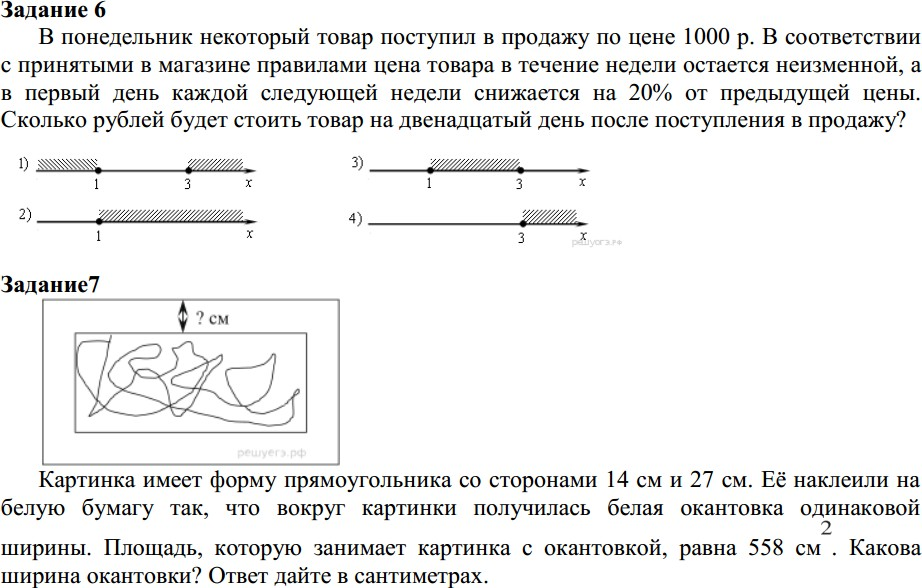 Задание 6
В понедельник некоторый товар поступил в продажу по цене 1000 р. В соответствии
с принятыми в магазине правилами цена товара в течение недели остается неизменной, а
в первый день каждой следующей недели снижается на 20% от предыдущей цены.
Сколько рублей будет стоить товар на двенадцатый день после поступления в продажу?
1) 1 3 x
3) 1 3 x
2) 1 x
4) 3 x
решуегэ.рф
Задание7
? см
решуегэ.рф
Картинка имеет форму прямоугольника со сторонами 14 см и 27 см. Её наклеили на
белую бумагу так, что вокруг картинки получилась белая окантовка одинаковой
ширины. Площадь, которую занимает картинка с окантовкой, равна 558 см². Какова
ширина окантовки? Ответ дайте в сантиметрах.